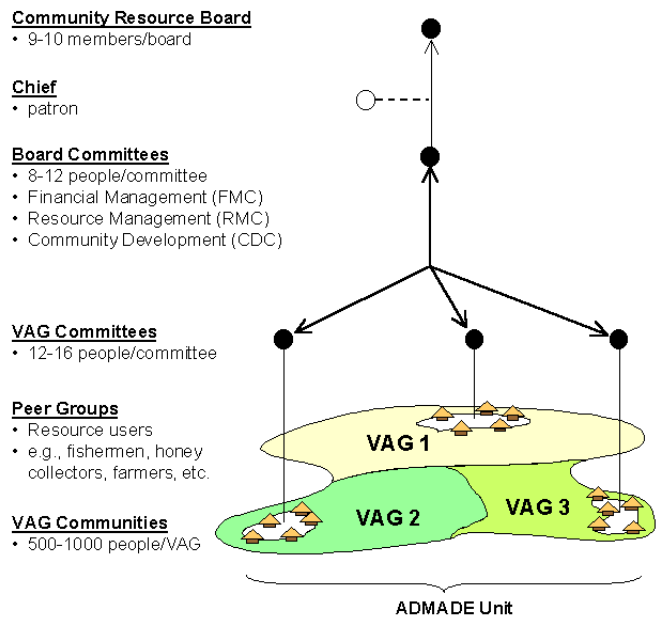 Community Resource Board
• 9-10 members/board
Chief
• patron
Board Committees
• 8-12 people/committee
• Financial Management (FMC)
• Resource Management (RMC)
• Community Development (CDC)
VAG Committees
• 12-16 people/committee
Peer Groups
• Resource users
• e.g., fishermen, honey
collectors, farmers, etc.
VAG Communities
• 500-1000 people/VAG
VAG 1
VAG 2
VAG 3
ADMADE Unit